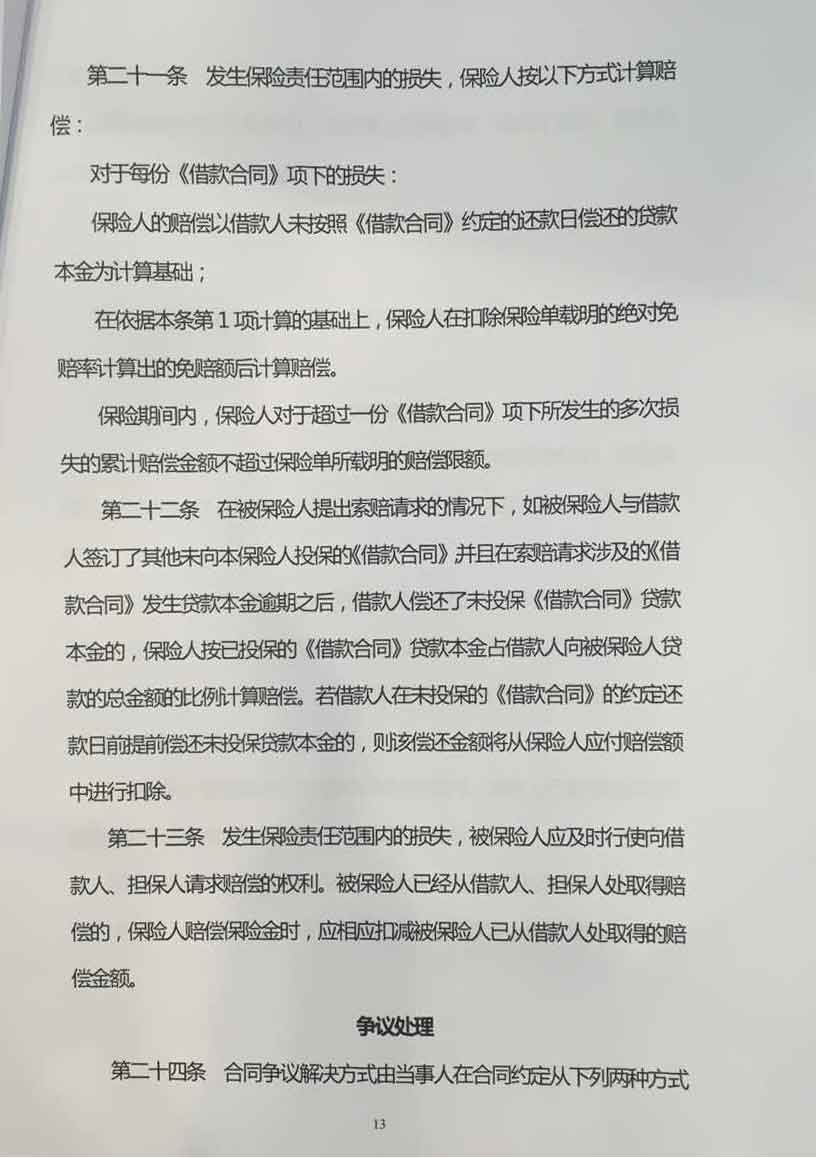 第二十一条 发生保险责任范围内的损失，保险人按以下方式计算赔
偿：
对于每份《借款合同》项下的损失：
保险人的赔偿以借款人未按照《借款合同》约定的还款日偿还的贷款
本金为计算基础；
在依据本条第1项计算的基础上，保险人在扣除保险单载明的绝对免
赔率计算出的免赔额后计算赔偿。
保险期间内，保险人对于超过一份《借款合同》项下所发生的多次损
失的累计赔偿金额不超过保险单所载明的赔偿限额。
第二十二条 在被保险人提出索赔请求的情况下，如被保险人与借款
人签订了其他未向本保险人投保的《借款合同》，并且在索赔请求涉及的《借
款合同》发生贷款本金逾期之后，借款人偿还了未投保《借款合同》贷款
本金的，保险人按已投保的《借款合同》贷款本金占借款人向被保险人贷
款的总金额的比例计算赔偿。若借款人在未投保的《借款合同》的约定还
款日前提前偿还未投保贷款本金的，则该偿还金额将从保险人应付赔偿额
中进行扣除。
第二十三条 发生保险责任范围内的损失，被保险人应及时行使向借
款人、担保人请求赔偿的权利。被保险人已经从借款人、担保人处取得赔
偿的，保险人赔偿保险金时，应相应扣减被保险人已从借款人处取得的赔
偿金额。
争议处理
第二十四条 合同争议解决方式由当事人在合同约定从下列两种方式
13